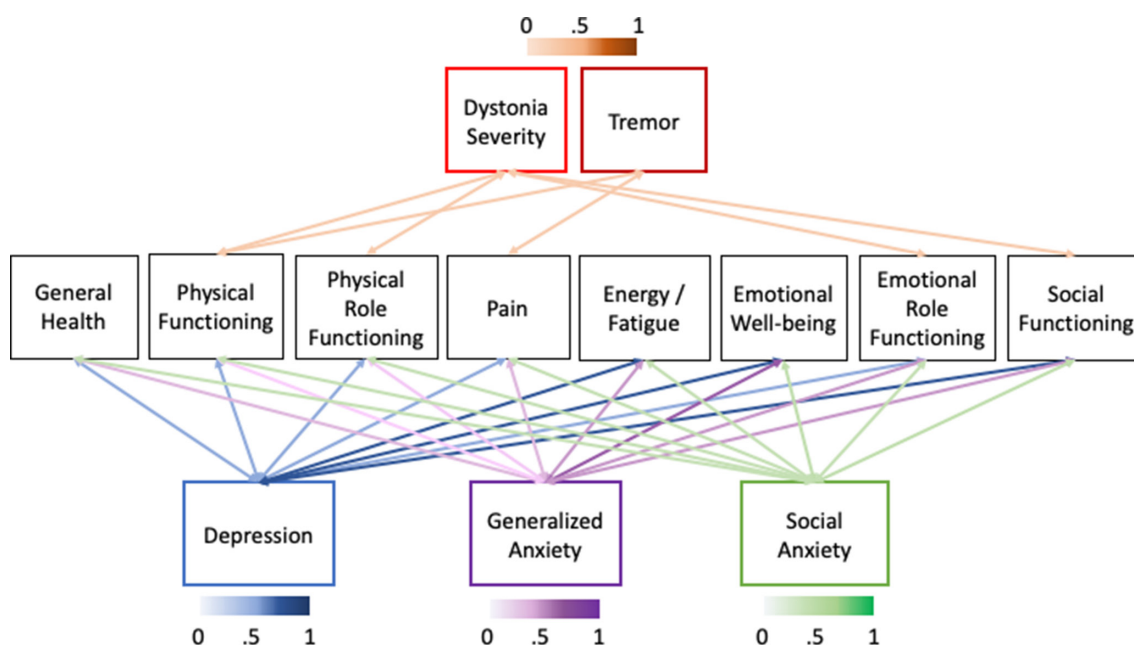 0 .5 1
Dystonia
Severity
Tremor
General
Health
Physical
Functioning
Physical
Role
Functioning
Pain
Energy /
Fatigue
Emotional
Well-being
Emotional
Role
Functioning
Social
Functioning
Depression
Generalized
Anxiety
Social
Anxiety
0 .5 1
0 .5 1
0 .5 1